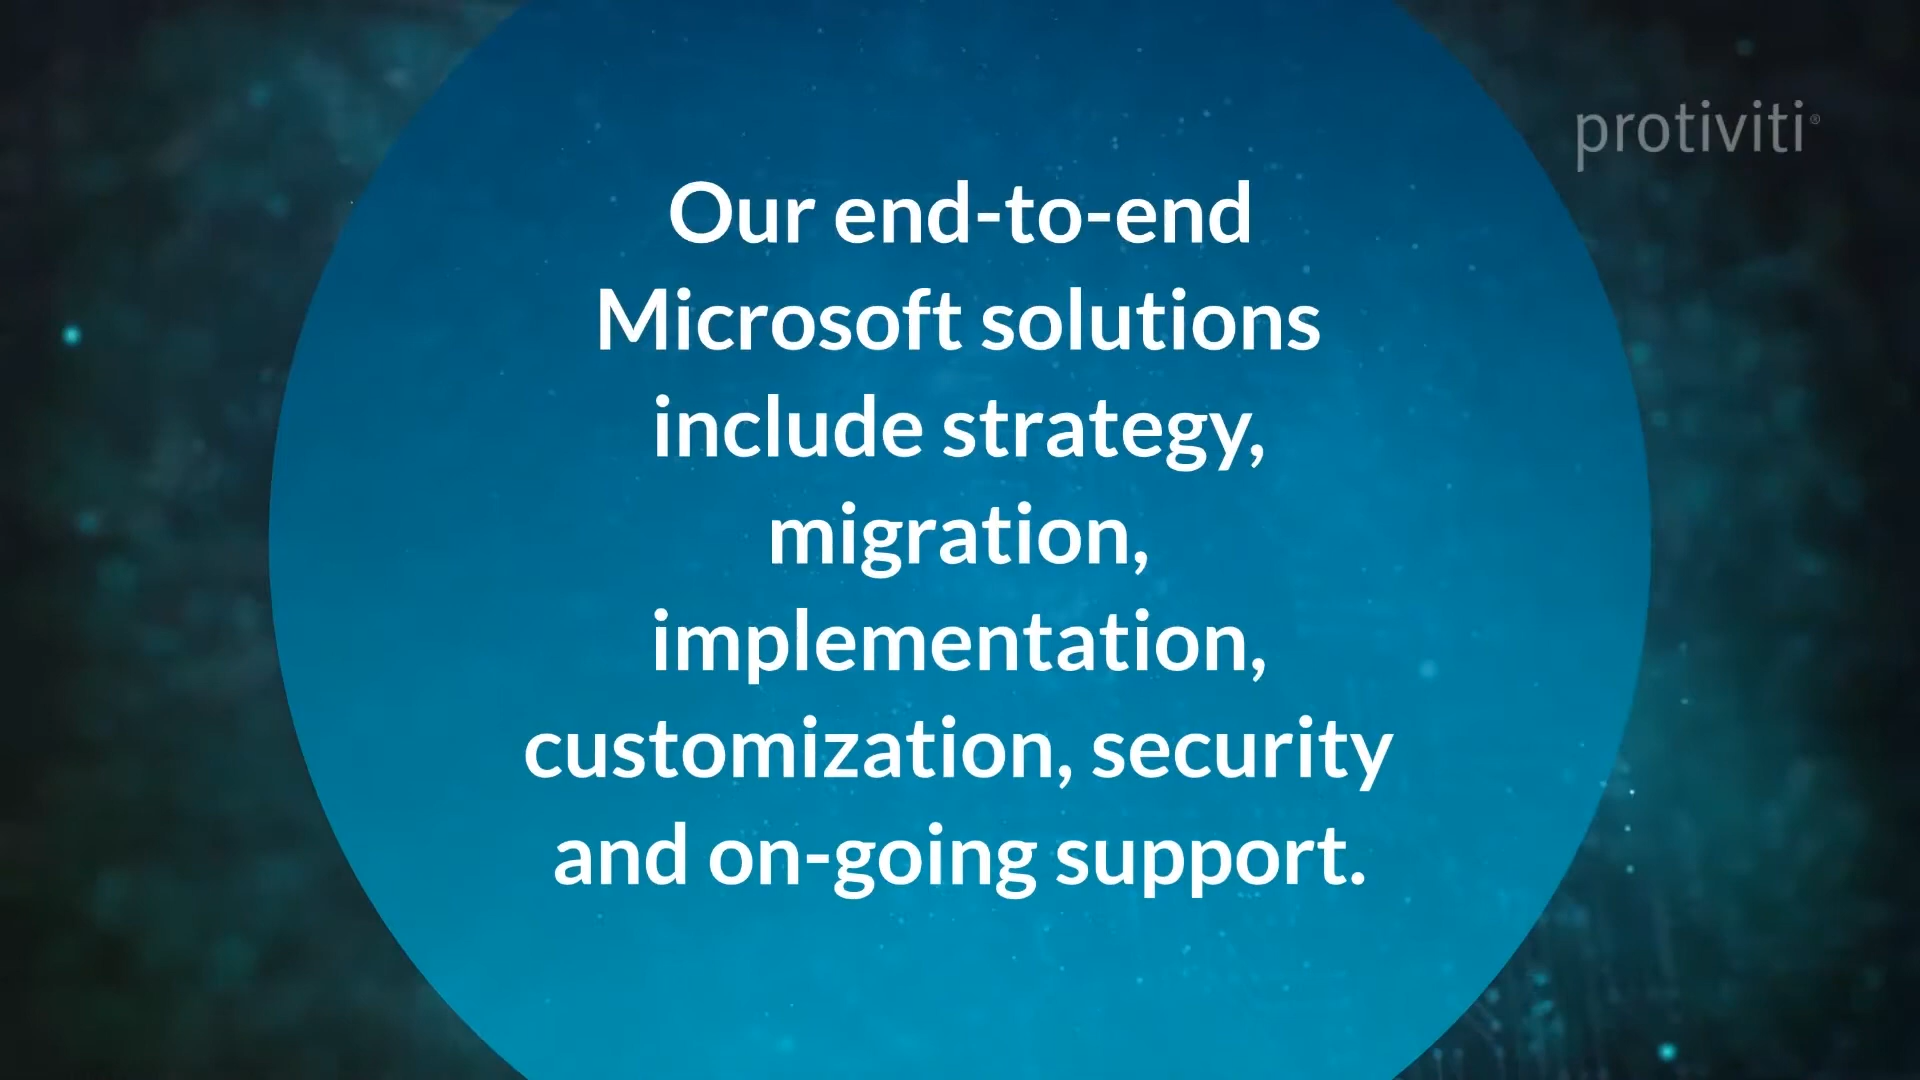 protiviti®
Our end-to-end
Microsoft solutions
include strategy,
migration,
implementation,
customization, security
and on-going support.